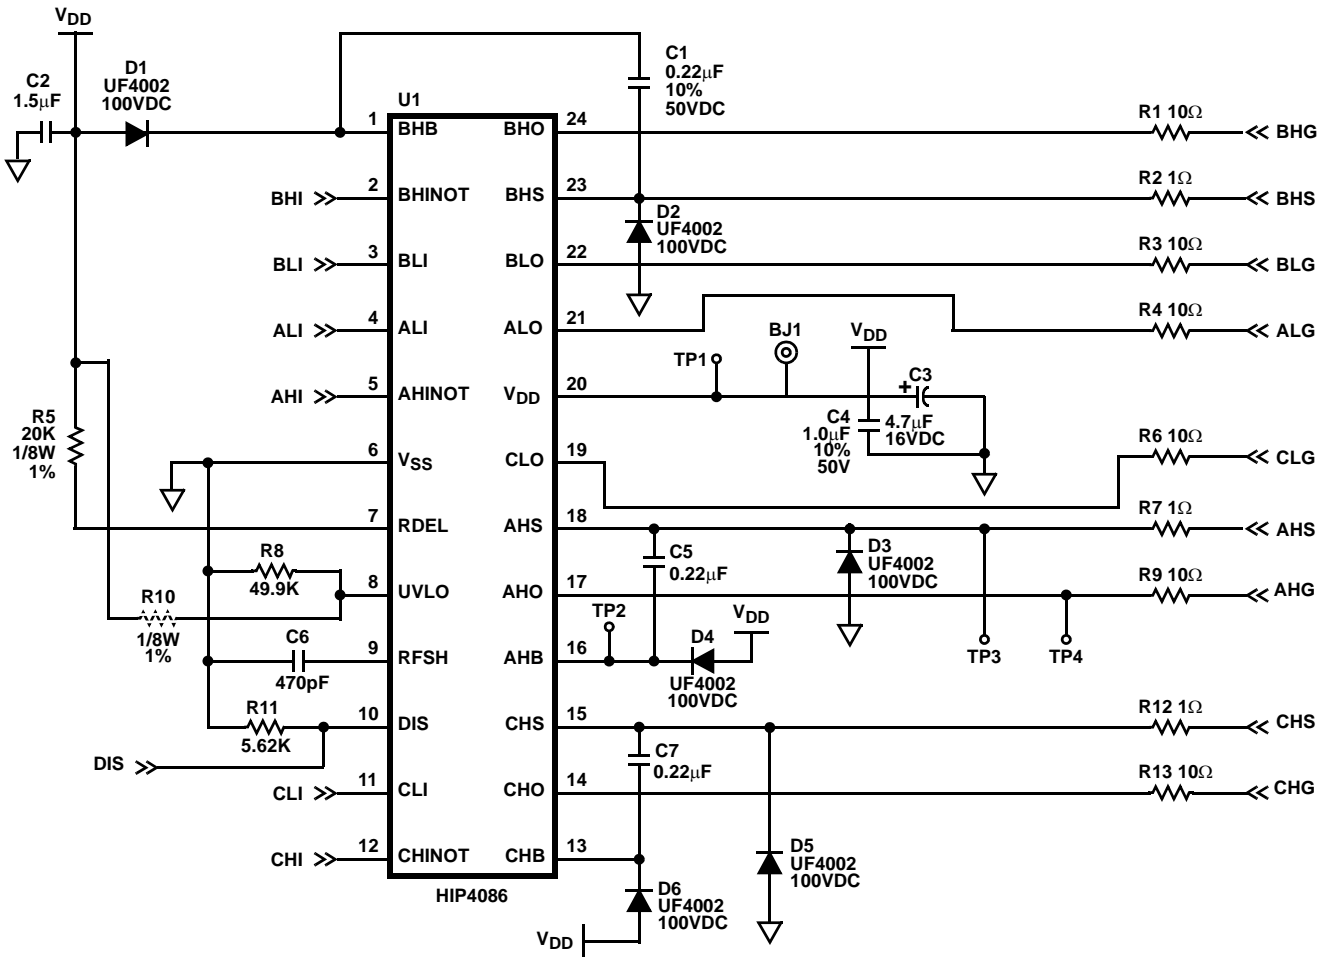 VDD
C2
1.5μF
D1
UF4002
100VDC
C1
0.22μF
10%
50VDC
U1
1 BHB
BHO 24
R1 10Ω
BHG
BHI
2 BHINOT
BHS 23
R2 1Ω
BHS
D2
UF4002
100VDC
BLI
3 BLI
BLO 22
R3 10Ω
BLG
ALI
4 ALI
ALO 21
R4 10Ω
ALG
TP1
BJ1
VDD
AHI
5 AHINOT
VDD 20
C3
4.7μF
16VDC
+
C4
1.0μF
10%
50V
R5
20K
1/8W
1%
6 VSS
CLO 19
R6 10Ω
CLG
7 RDEL
AHS 18
R7 1Ω
AHS
R8
49.9K
C5
0.22μF
D3
UF4002
100VDC
8 UVLO
AHO 17
R9 10Ω
AHG
R10
1/8W
1%
TP2
VDD
D4
UF4002
100VDC
TP3
TP4
C6
470pF
9 RFSH
AHB 16
R11
5.62K
10 DIS
CHS 15
R12 1Ω
CHS
DIS
C7
0.22μF
CLI
11 CLI
CHO 14
R13 10Ω
CHG
CHI
12 CHINOT
CHB 13
D5
UF4002
100VDC
HIP4086
D6
UF4002
100VDC
VDD